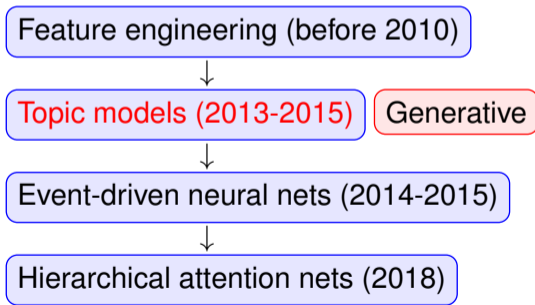 Feature engineering (before 2010)
Topic models (2013-2015) Generative
Event-driven neural nets (2014-2015)
Hierarchical attention nets (2018)